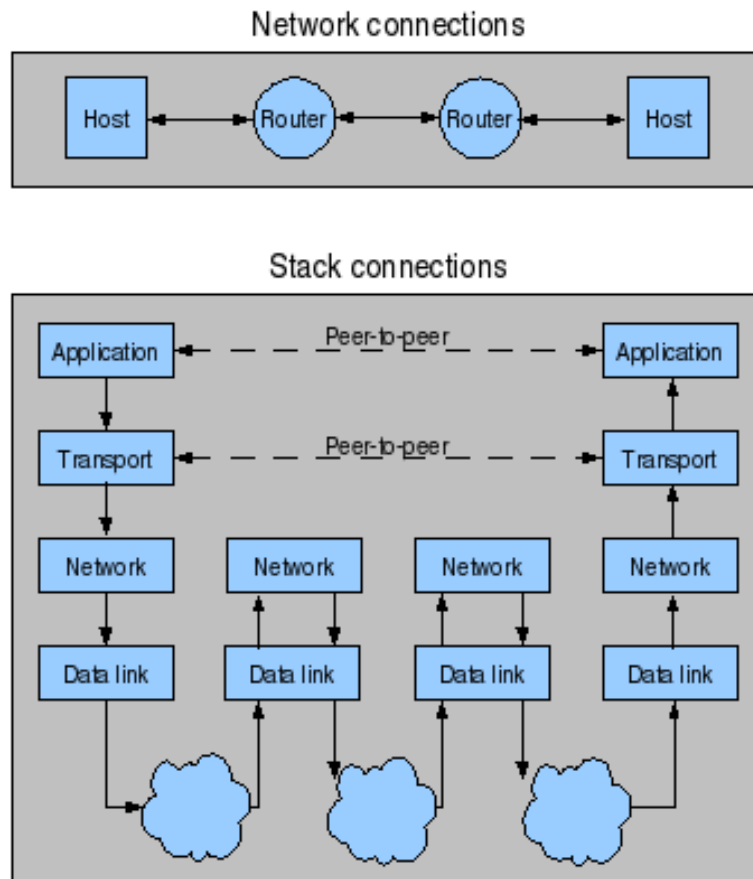 Network connections
Host Router Router Host
Stack connections
Application Peer-to-peer Application
Transport Peer-to-peer Transport
Network Network Network Network
Data link Data link Data link Data link